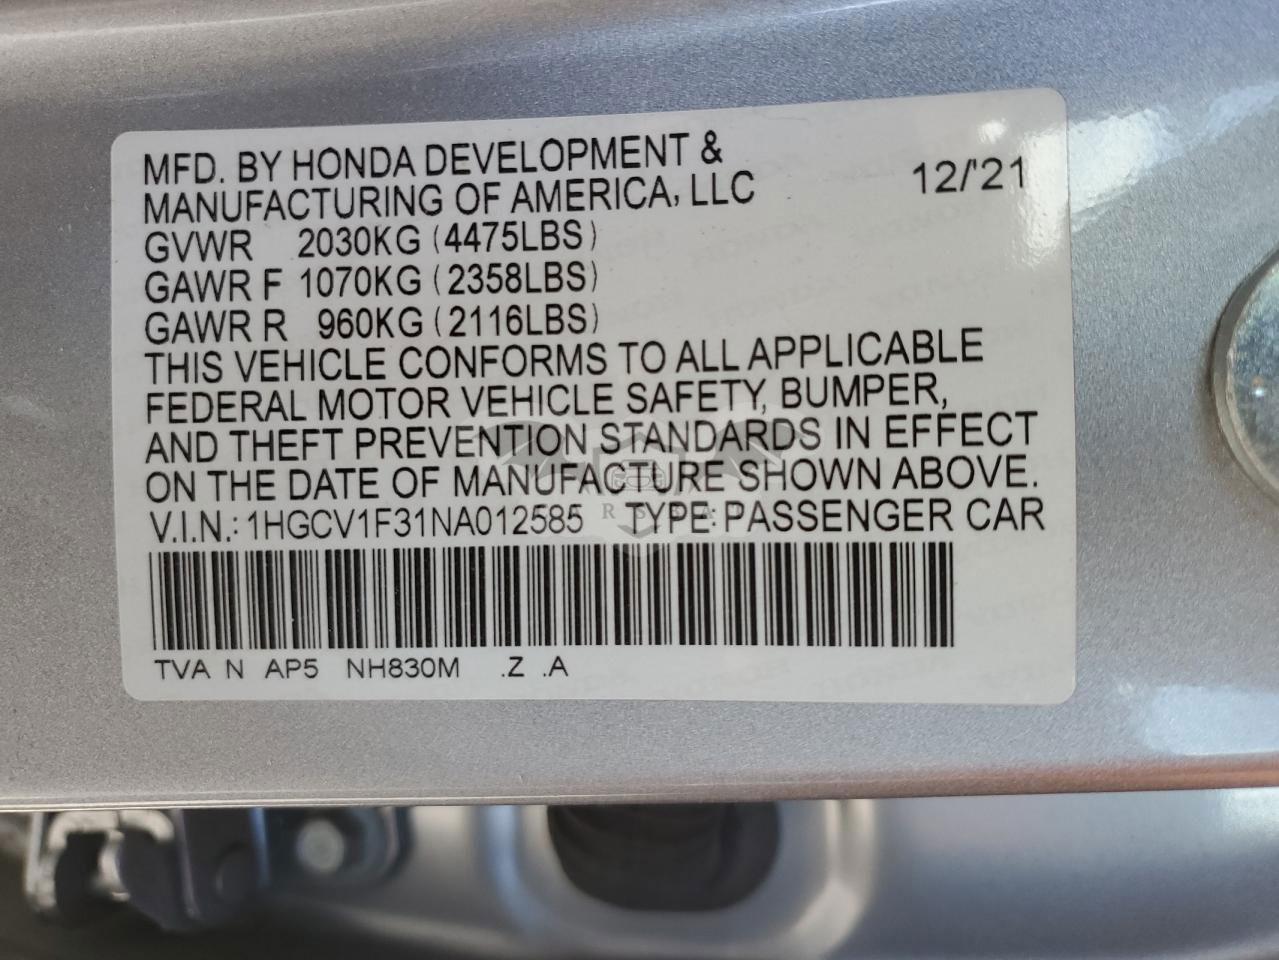 MFD. BY HONDA DEVELOPMENT &
MANUFACTURING OF AMERICA, LLC 12/'21
GVWR 2030KG (4475LBS)
GAWR F 1070KG (2358LBS)
GAWR R 960KG (2116LBS)
THIS VEHICLE CONFORMS TO ALL APPLICABLE
FEDERAL MOTOR VEHICLE SAFETY, BUMPER,
AND THEFT PREVENTION STANDARDS IN EFFECT
ON THE DATE OF MANUFACTURE SHOWN ABOVE.
V.I.N.: 1HGCV1F31NA012585 TYPE: PASSENGER CAR
TVA N AP5 NH830M .Z .A